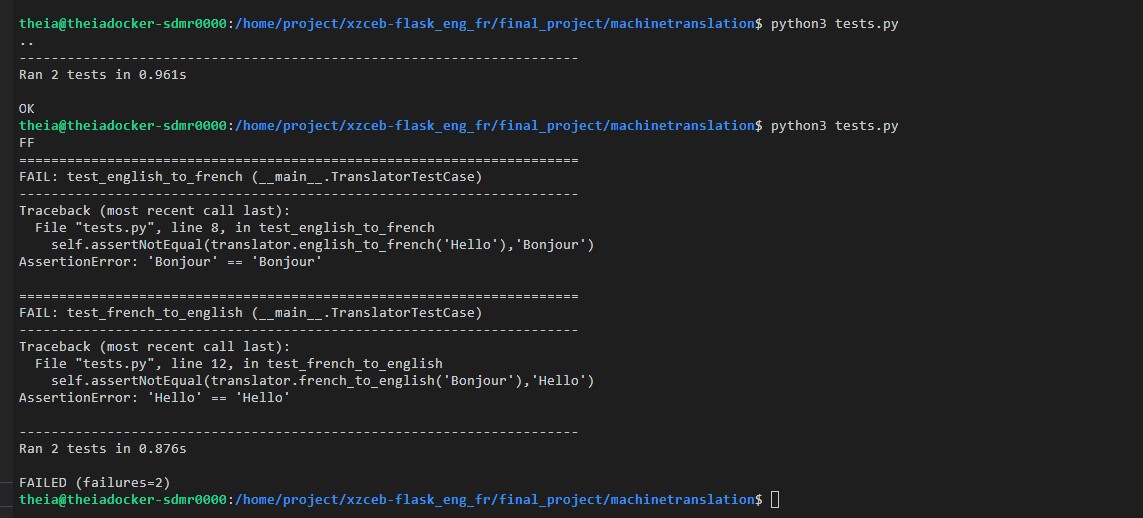 theia@theiadocker-sdmr0000:/home/project/xzceb-flask_eng_fr/final_project/machinetranslation$ python3 tests.py
..
----------------------------------------------------------------------
Ran 2 tests in 0.961s
OK
theia@theiadocker-sdmr0000:/home/project/xzceb-flask_eng_fr/final_project/machinetranslation$ python3 tests.py
FF
======================================================================
FAIL: test_english_to_french (__main__.TranslatorTestCase)
----------------------------------------------------------------------
Traceback (most recent call last):
  File "tests.py", line 8, in test_english_to_french
    self.assertNotEqual(translator.english_to_french('Hello'),'Bonjour')
AssertionError: 'Bonjour' == 'Bonjour'
======================================================================
FAIL: test_french_to_english (__main__.TranslatorTestCase)
----------------------------------------------------------------------
Traceback (most recent call last):
  File "tests.py", line 12, in test_french_to_english
    self.assertNotEqual(translator.french_to_english('Bonjour'),'Hello')
AssertionError: 'Hello' == 'Hello'
----------------------------------------------------------------------
Ran 2 tests in 0.876s
FAILED (failures=2)
theia@theiadocker-sdmr0000:/home/project/xzceb-flask_eng_fr/final_project/machinetranslation$